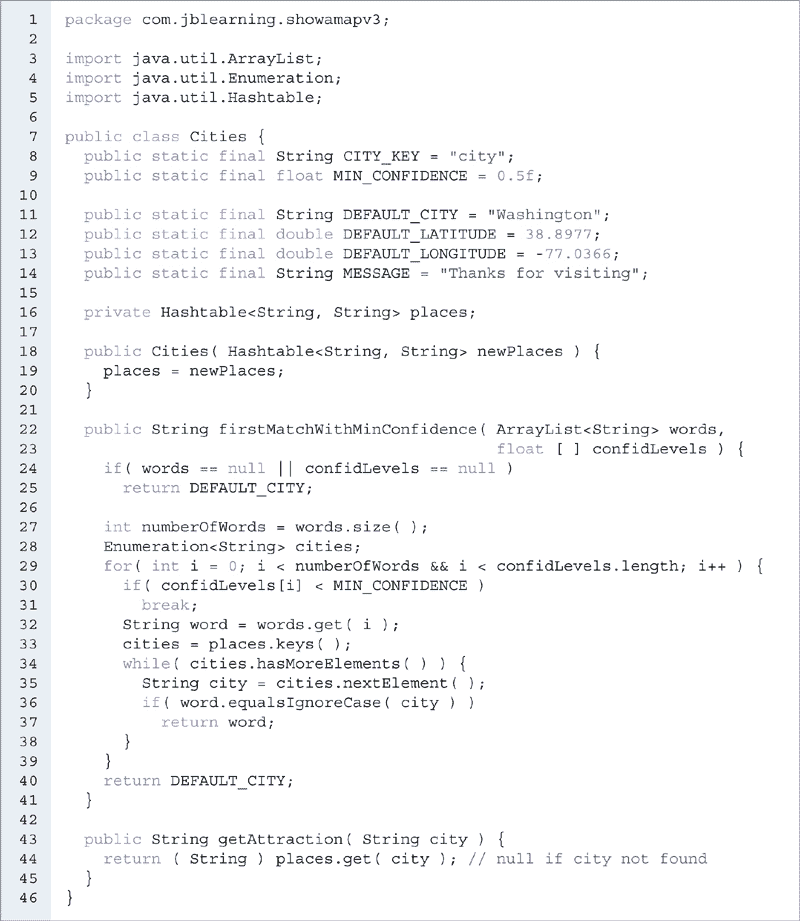 1 package com.jblearning.showamapv3;
2
3 import java.util.ArrayList;
4 import java.util.Enumeration;
5 import java.util.Hashtable;
6
7 public class Cities {
8   public static final String CITY_KEY = "city";
9   public static final float MIN_CONFIDENCE = 0.5f;
10
11   public static final String DEFAULT_CITY = "Washington";
12   public static final double DEFAULT_LATITUDE = 38.8977;
13   public static final double DEFAULT_LONGITUDE = -77.0366;
14   public static final String MESSAGE = "Thanks for visiting";
15
16   private Hashtable<String, String> places;
17
18   public Cities( Hashtable<String, String> newPlaces ) {
19     places = newPlaces;
20   }
21
22   public String firstMatchWithMinConfidence( ArrayList<String> words,
23                                              float [ ] confidLevels ) {
24     if( words == null || confidLevels == null )
25       return DEFAULT_CITY;
26
27     int numberOfWords = words.size( );
28     Enumeration<String> cities;
29     for( int i = 0; i < numberOfWords && i < confidLevels.length; i++ ) {
30       if( confidLevels[i] < MIN_CONFIDENCE )
31         break;
32       String word = words.get( i );
33       cities = places.keys( );
34       while( cities.hasMoreElements( ) ) {
35         String city = cities.nextElement( );
36         if( word.equalsIgnoreCase( city ) )
37           return word;
38       }
39     }
40     return DEFAULT_CITY;
41   }
42
43   public String getAttraction( String city ) {
44     return ( String ) places.get( city ); // null if city not found
45   }
46 }